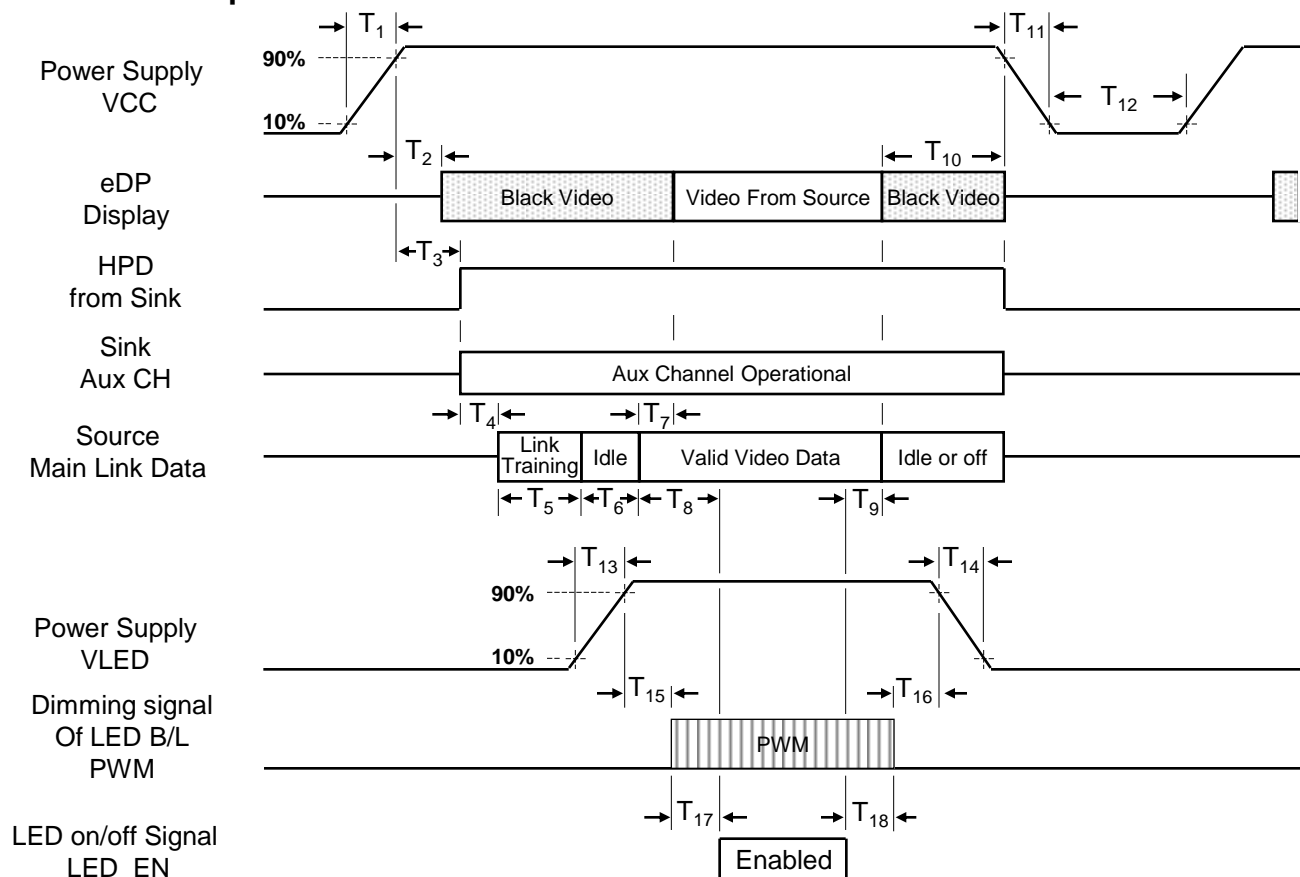 T1
T11
90%
Power Supply
VCC
T12
10%
T2
T10
eDP
Display
Black Video
Video From Source
Black Video
T3
HPD
from Sink
Sink
Aux CH
Aux Channel Operational
T4
T7
Source
Main Link Data
Link
Training
Idle
Valid Video Data
Idle or off
T5
T6
T8
T9
T13
T14
90%
Power Supply
VLED
10%
T15
T16
Dimming signal
Of LED B/L
PWM
PWM
T17
T18
LED on/off Signal
LED_EN
Enabled